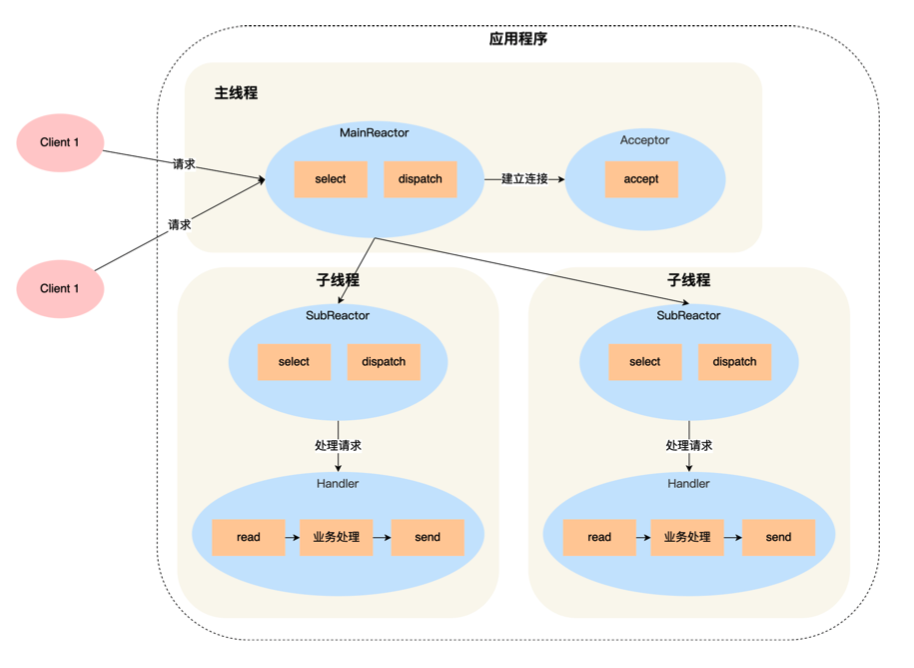 应用程序
主线程
MainReactor
select
dispatch
建立连接
Acceptor
accept
Client 1
请求
请求
Client 1
子线程
SubReactor
select
dispatch
处理请求
Handler
read
业务处理
send
子线程
SubReactor
select
dispatch
处理请求
Handler
read
业务处理
send